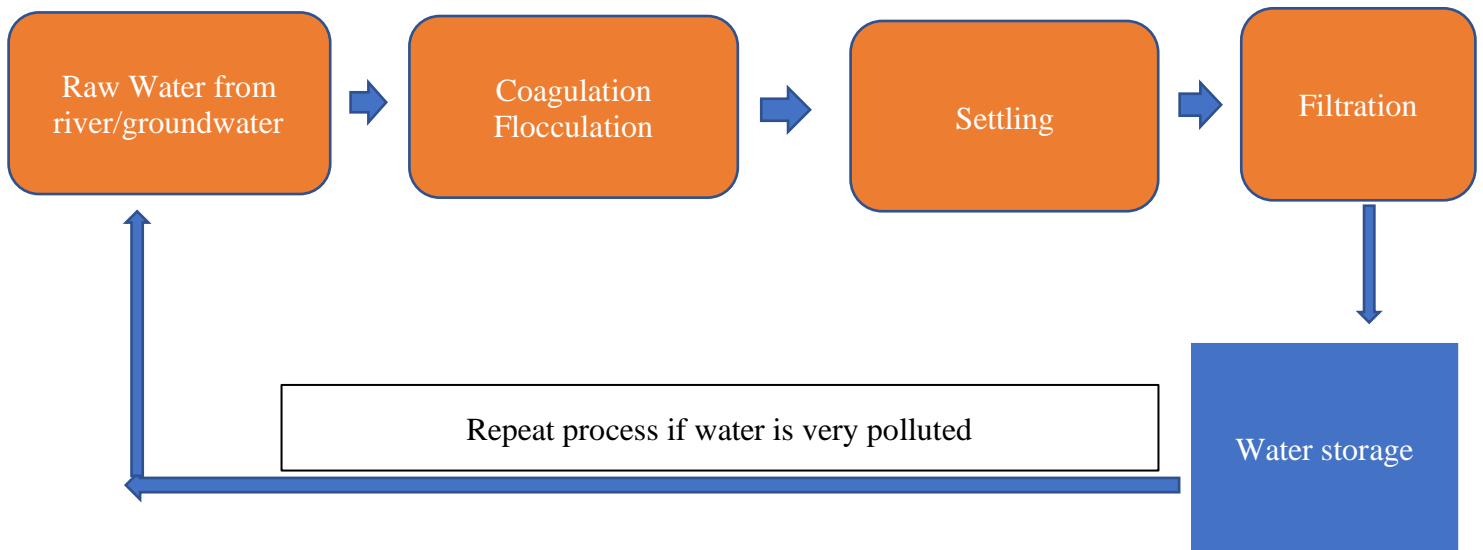 Raw Water from
river/groundwater
Coagulation
Flocculation
Settling
Filtration
Repeat process if water is very polluted
Water storage